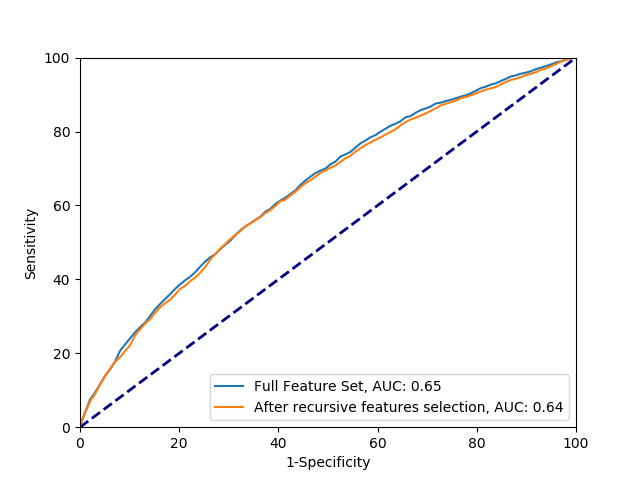 100
80
60
40
20
0
Sensitivity
Full Feature Set, AUC: 0.65
After recursive features selection, AUC: 0.64
0 20 40 60 80 100
1-Specificity